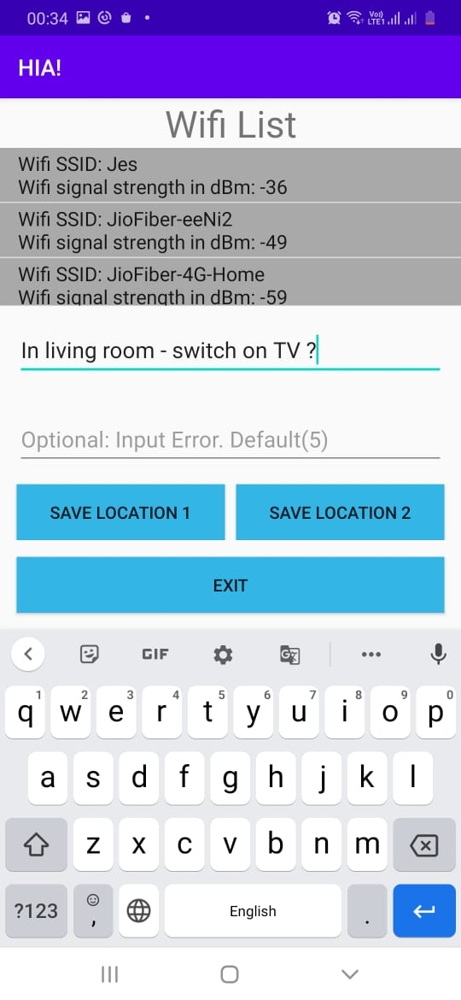 00:34
Vo))
LTE1
HIA!
Wifi List
Wifi SSID: Jes
Wifi signal strength in dBm: -36
Wifi SSID: JioFiber-eeNi2
Wifi signal strength in dBm: -49
Wifi SSID: JioFiber-4G-Home
Wifi signal strength in dBm: -59
In living room - switch on TV ?
Optional: Input Error. Default(5)
SAVE LOCATION 1 SAVE LOCATION 2
EXIT
GIF G
1 2 3 4 5 6 7 8 9 0
q w e r t y u i o p
a s d f g h j k l
z x c v b n m
?123 , English .